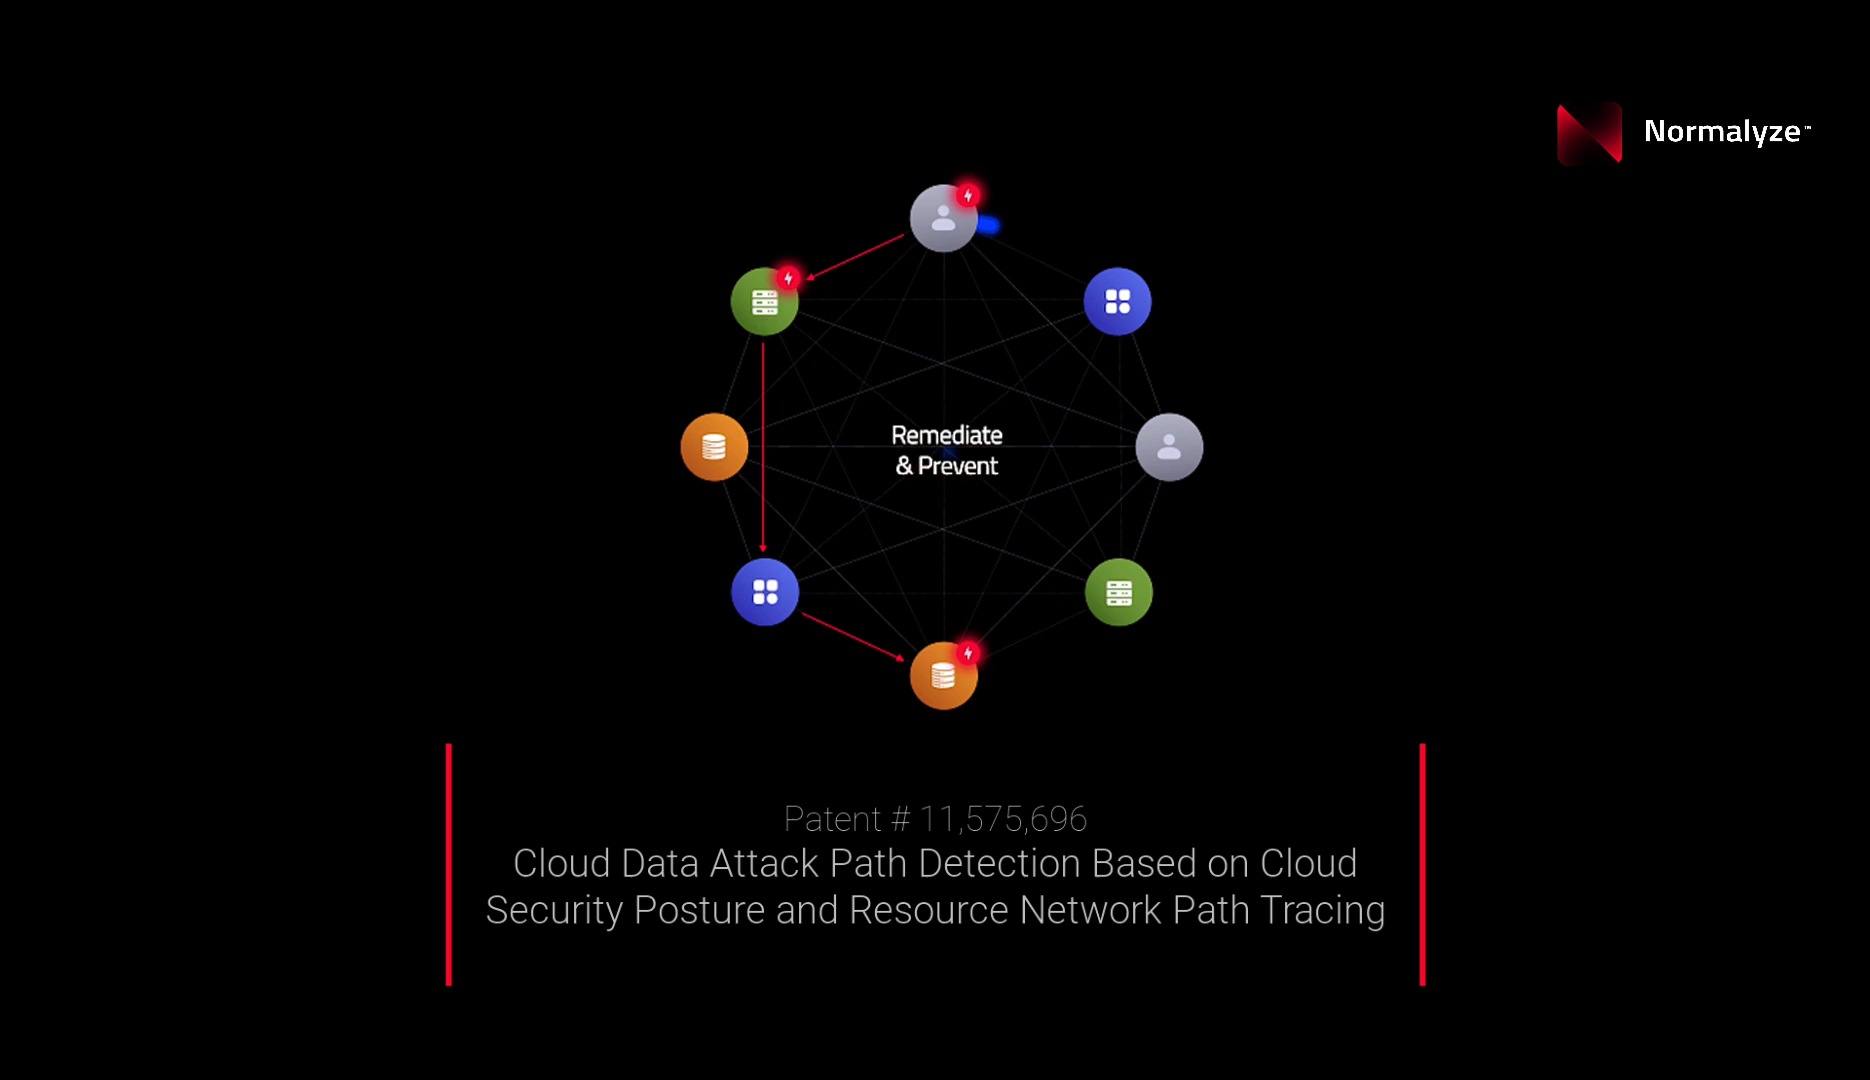 Normalyze™
Remediate
& Prevent
Patent # 11,575,696
Cloud Data Attack Path Detection Based on Cloud
Security Posture and Resource Network Path Tracing